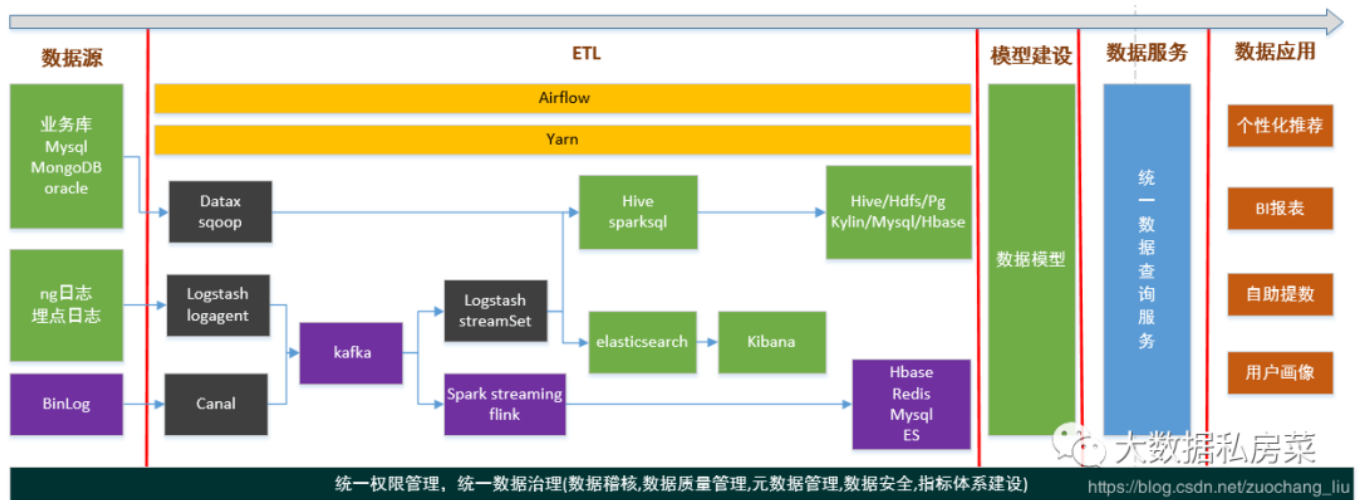 数据源
ETL
模型建设
数据服务
数据应用
业务库
Mysql
MongoDB
oracle
Airflow
Yarn
Datax
sqoop
Hive
sparksql
Hive/Hdfs/Pg
Kylin/Mysql/Hbase
ng日志
埋点日志
Logstash
logagent
kafka
Logstash
streamSet
elasticsearch
Kibana
BinLog
Canal
Spark streaming
flink
Hbase
Redis
Mysql
ES
数据模型
统一数据查询服务
个性化推荐
BI报表
自助提数
用户画像
统一权限管理，统一数据治理(数据稽核,数据质量管理,元数据管理,数据安全,指标体系建设)
大数据私房菜
https://blog.csdn.net/zuochang_liu